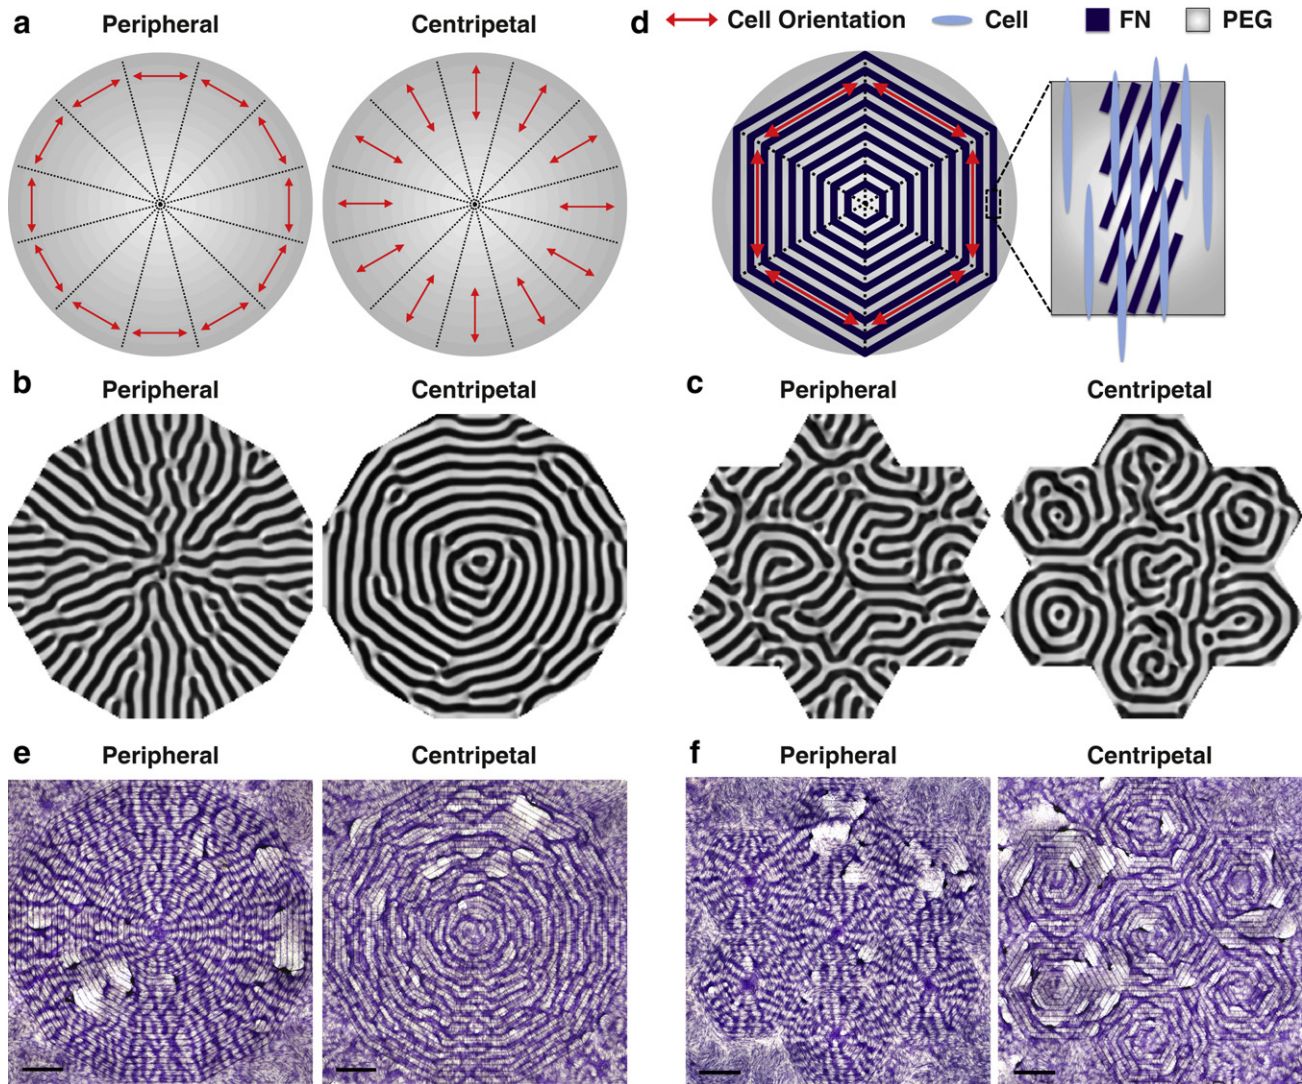 a
Peripheral
Centripetal
d
Cell Orientation
Cell
FN
PEG
b
Peripheral
Centripetal
c
Peripheral
Centripetal
e
Peripheral
Centripetal
f
Peripheral
Centripetal